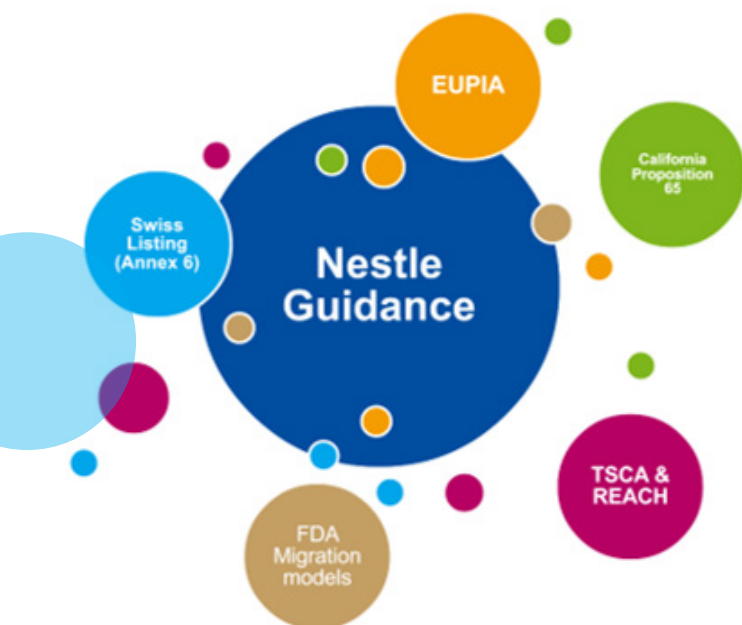 EUPIA
California
Proposition
65
Swiss
Listing
(Annex 6)
Nestle
Guidance
TSCA &
REACH
FDA
Migration
models